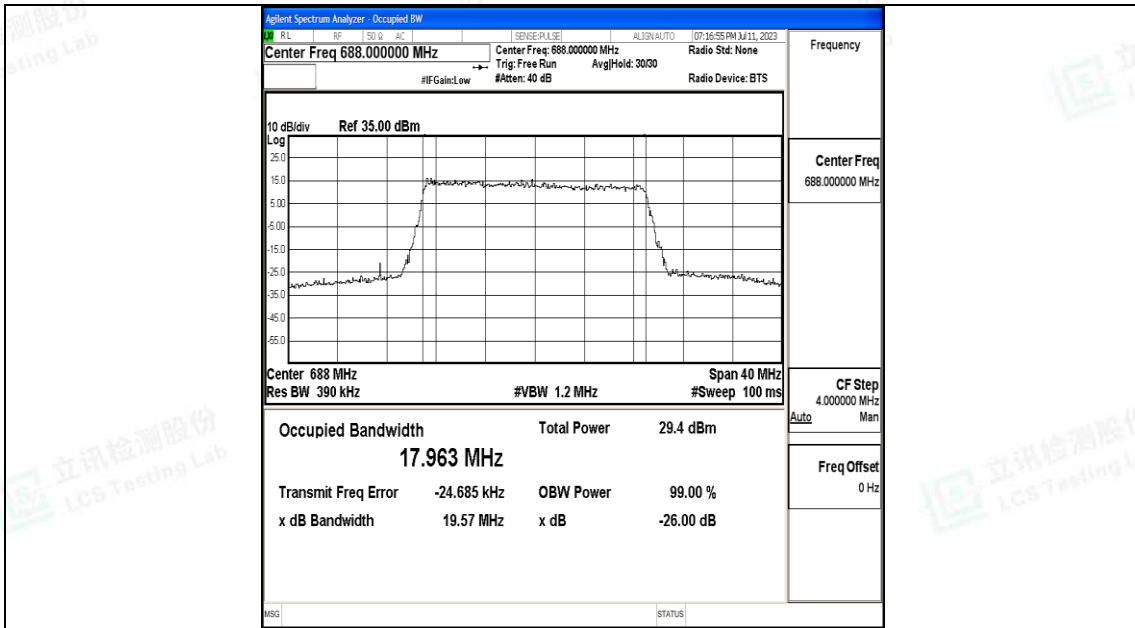 Agilent Spectrum Analyzer - Occupied BW
RL RF 50 Ω AC SENSE:PULSE ALIGNAUTO 07:16:55 PM Jul 11, 2023
Center Freq 688.000000 MHz
Center Freq: 688.000000 MHz
Radio Std: None
Trig: Free Run Avg|Hold: 30/30
#IFGain:Low
#Atten: 40 dB
Radio Device: BTS
Frequency
10 dB/div Ref 35.00 dBm
Log
25.0
15.0
5.00
-5.00
-15.0
-25.0
-35.0
-45.0
-55.0
Center 688 MHz
Span 40 MHz
Res BW 390 kHz
#VBW 1.2 MHz
#Sweep 100 ms
Center Freq
688.000000 MHz
CF Step
4.000000 MHz
Auto Man
Freq Offset
0 Hz
Occupied Bandwidth
Total Power 29.4 dBm
17.963 MHz
Transmit Freq Error -24.685 kHz OBW Power 99.00 %
x dB Bandwidth 19.57 MHz x dB -26.00 dB
MSG
STATUS
立讯检测股份
LCS Testing Lab